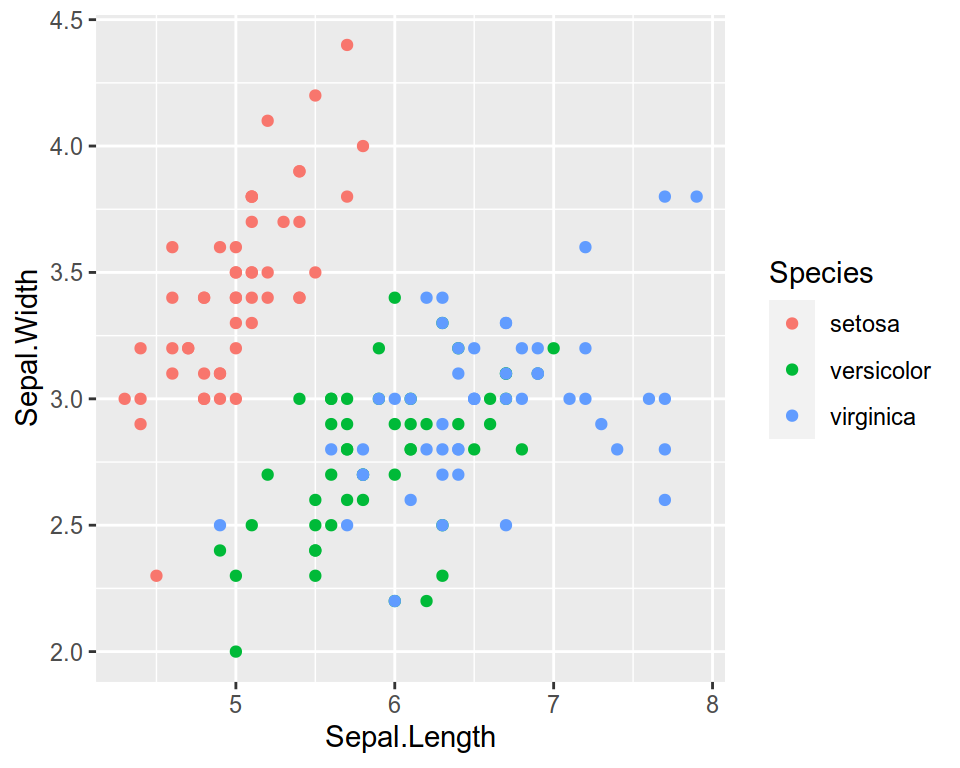 4.5
4.0
3.5
3.0
2.5
2.0
Sepal.Width
5 6 7 8
Sepal.Length
Species
setosa
versicolor
virginica